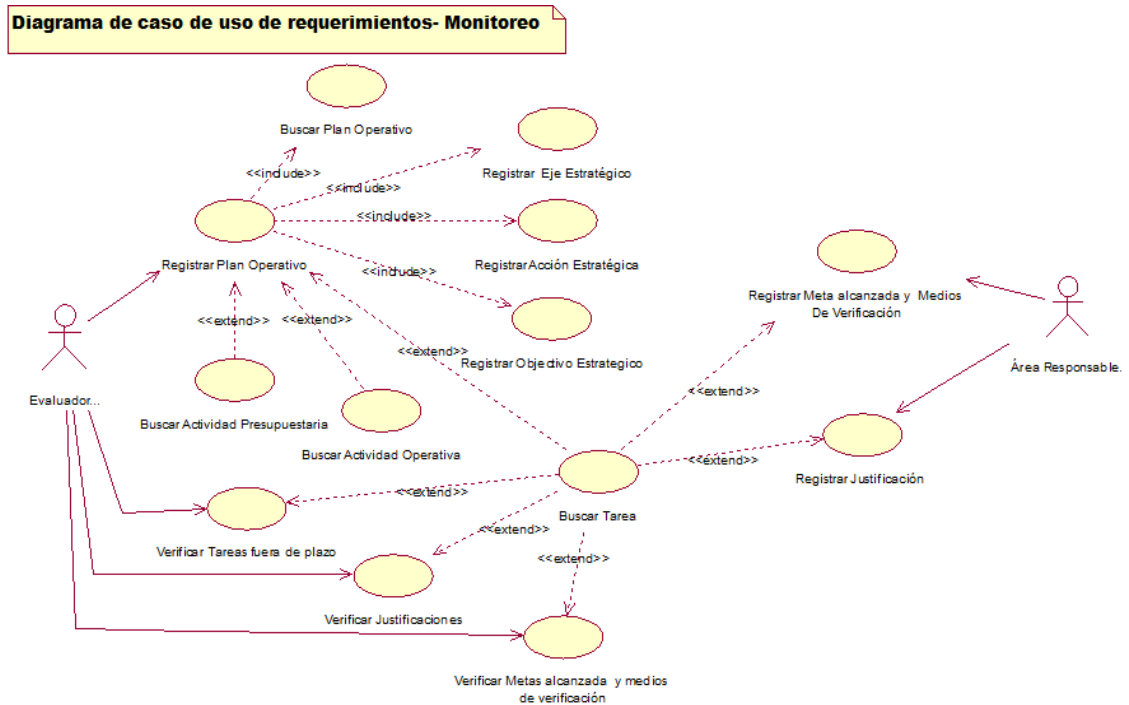 Diagrama de caso de uso de requerimientos- Monitoreo
Buscar Plan Operativo
<<include>>
Registrar Eje Estratégico
<<include>>
<<include>>
Registrar Plan Operativo
Registrar Acción Estratégica
<<include>>
Registrar Meta alcanzada y Medios
De Verificación
<<extend>>
<<extend>>
<<extend>>
Registrar Objectivo Estrategico
Área Responsable.
Evaluador...
<<extend>>
Buscar Actividad Presupuestaria
Buscar Actividad Operativa
<<extend>>
Registrar Justificación
<<extend>>
Buscar Tarea
<<extend>>
Verificar Tareas fuera de plazo
<<extend>>
Verificar Justificaciones
Verificar Metas alcanzada y medios
de verificación